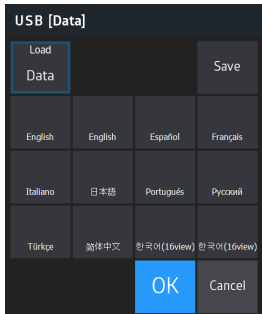 USB [Data]
Load
Data
Save
English
English
Español
Français
Italiano
日本語
Português
Русский
Türkçe
简体中文
한국어(16view)
한국어(16view)
OK
Cancel